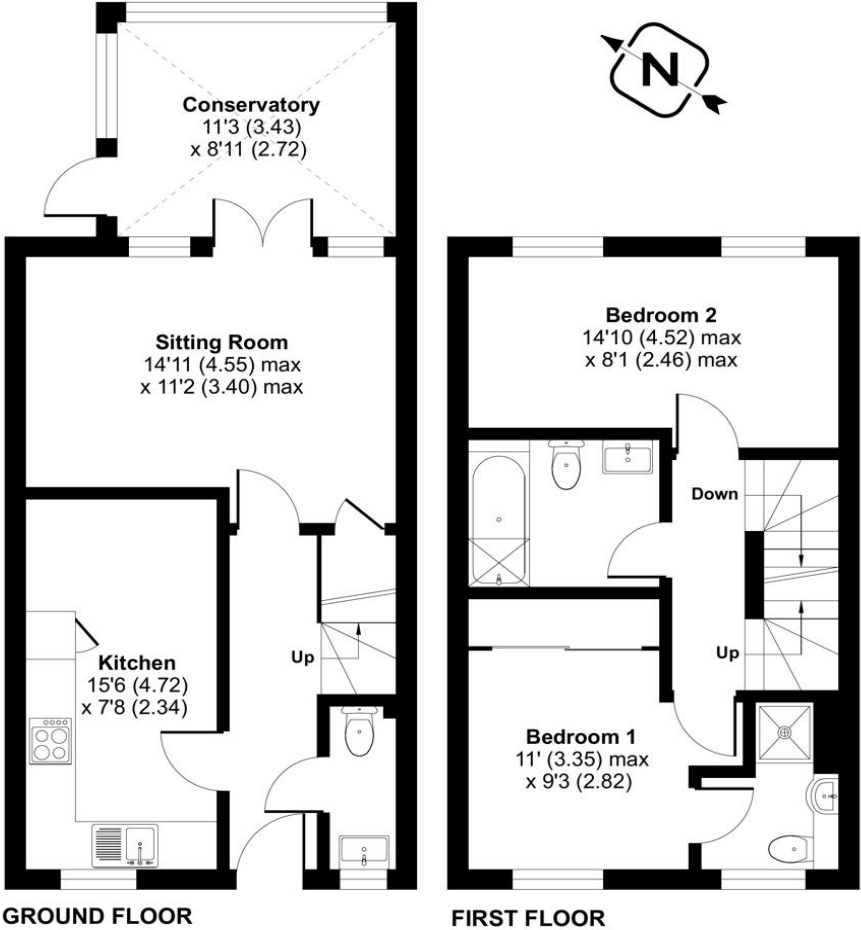 N
Conservatory
11'3 (3.43)
x 8'11 (2.72)
Sitting Room
14'11 (4.55) max
x 11'2 (3.40) max
Kitchen
15'6 (4.72)
x 7'8 (2.34)
Up
GROUND FLOOR
Bedroom 2
14'10 (4.52) max
x 8'1 (2.46) max
Down
Up
Bedroom 1
11' (3.35) max
x 9'3 (2.82)
FIRST FLOOR